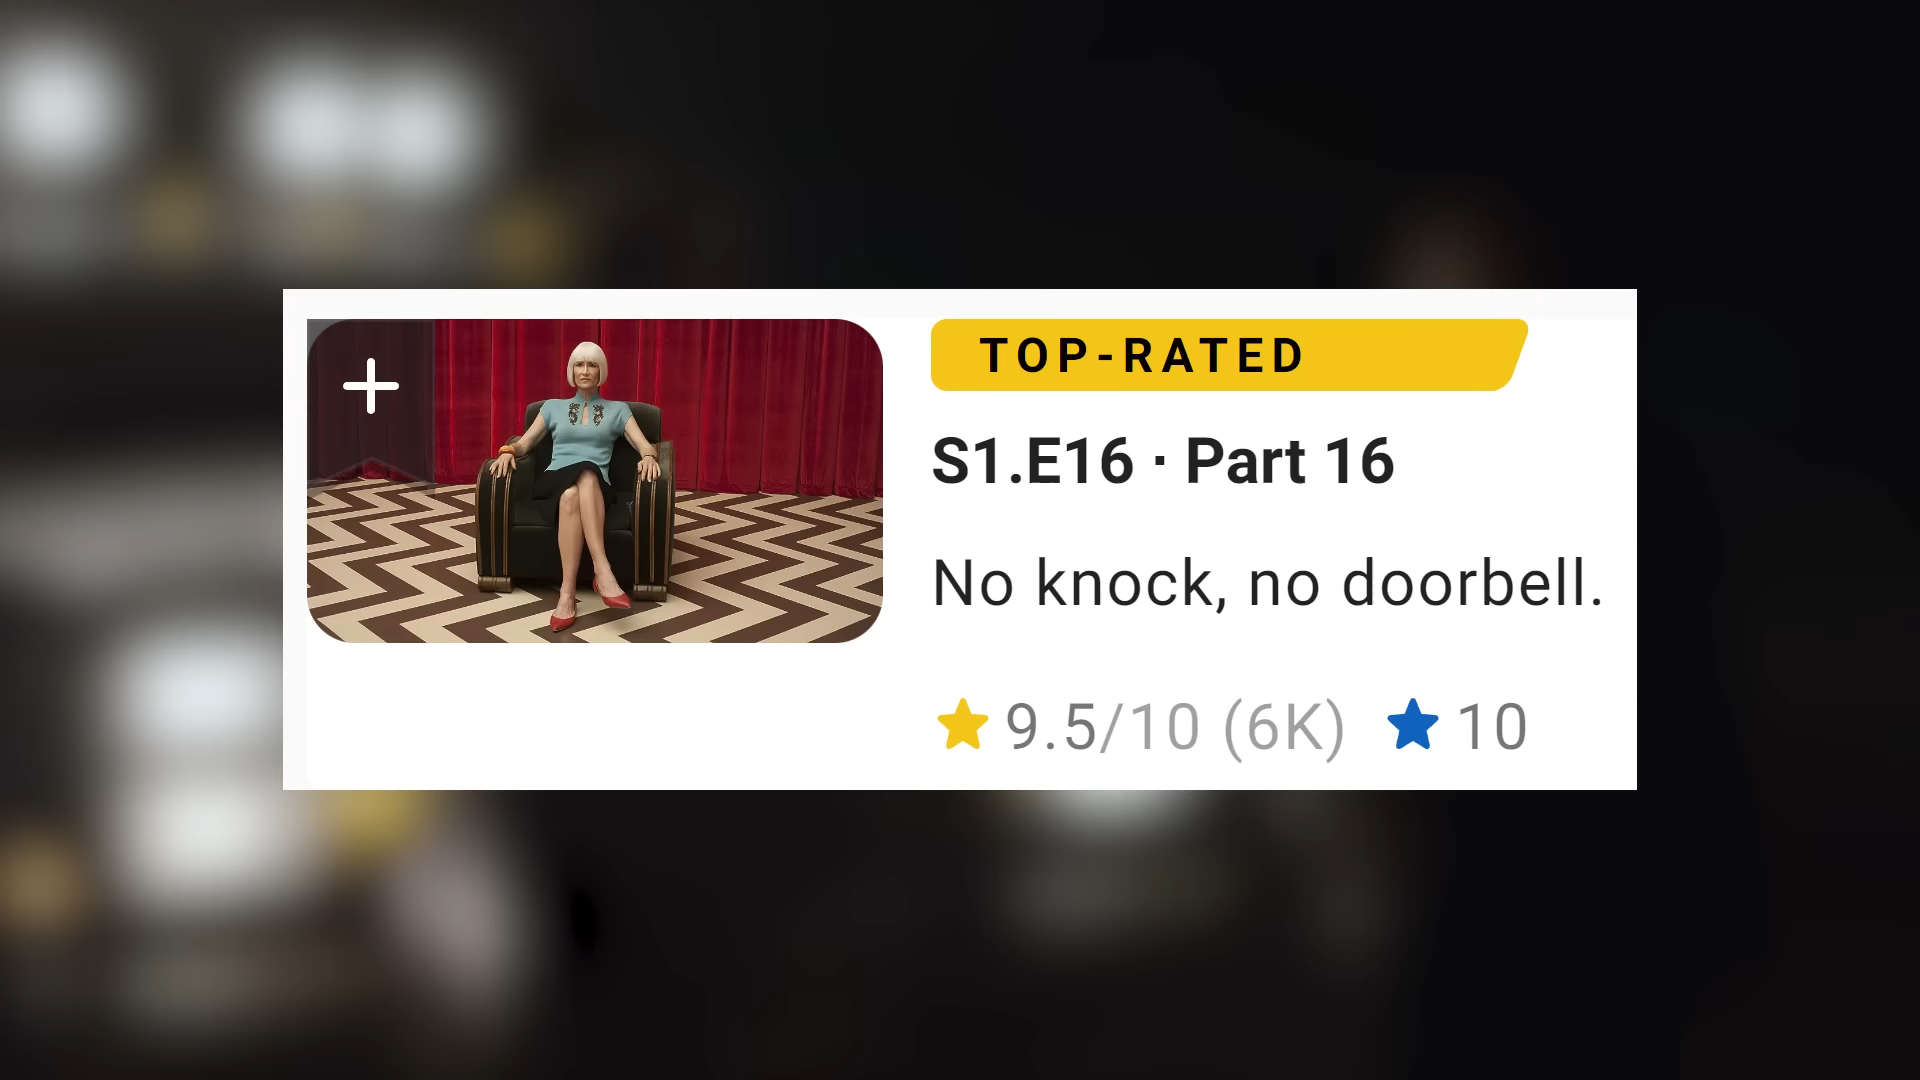 TOP-RATED
S1.E16 · Part 16
No knock, no doorbell.
9.5/10 (6K) 10